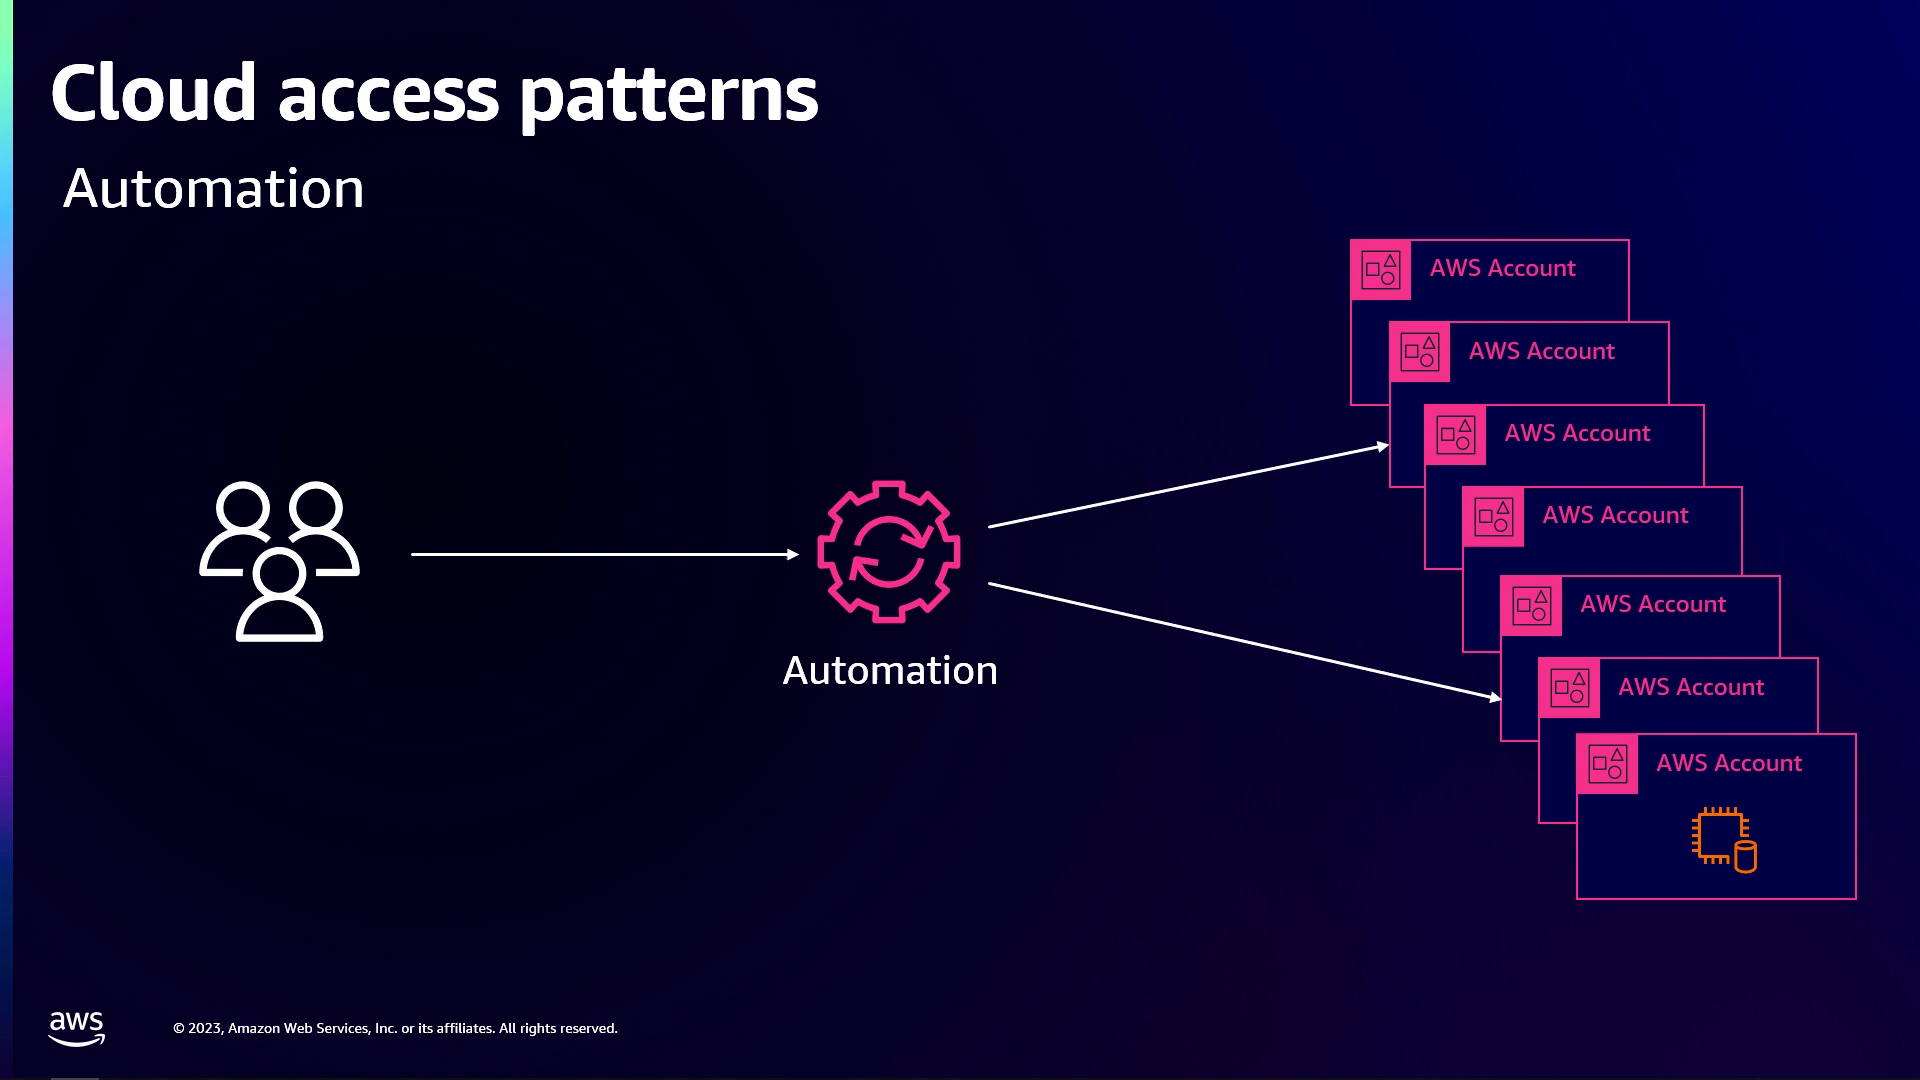 Cloud access patterns
Automation
AWS Account
AWS Account
AWS Account
AWS Account
AWS Account
AWS Account
AWS Account
Automation
aws
© 2023, Amazon Web Services, Inc. or its affiliates. All rights reserved.